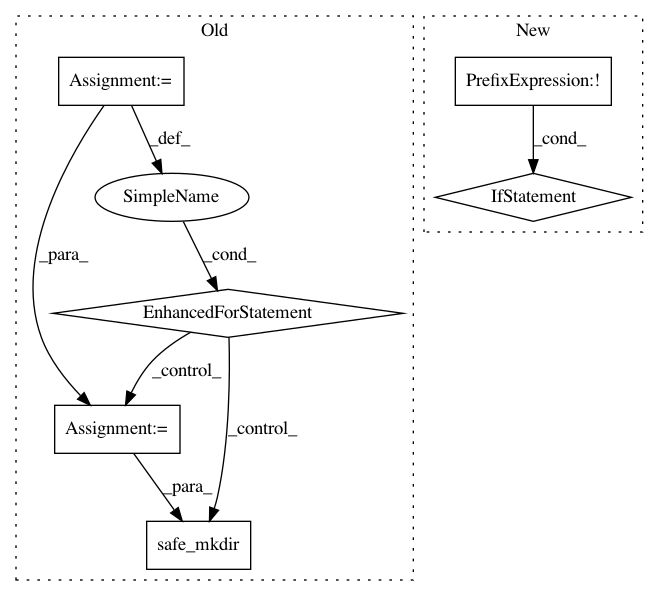 Old
New
Assignment:=
PrefixExpression:!
_def_
_cond_
SimpleName
IfStatement
_para_
_cond_
EnhancedForStatement
_control_
_control_
Assignment:=
_para_
safe_mkdir